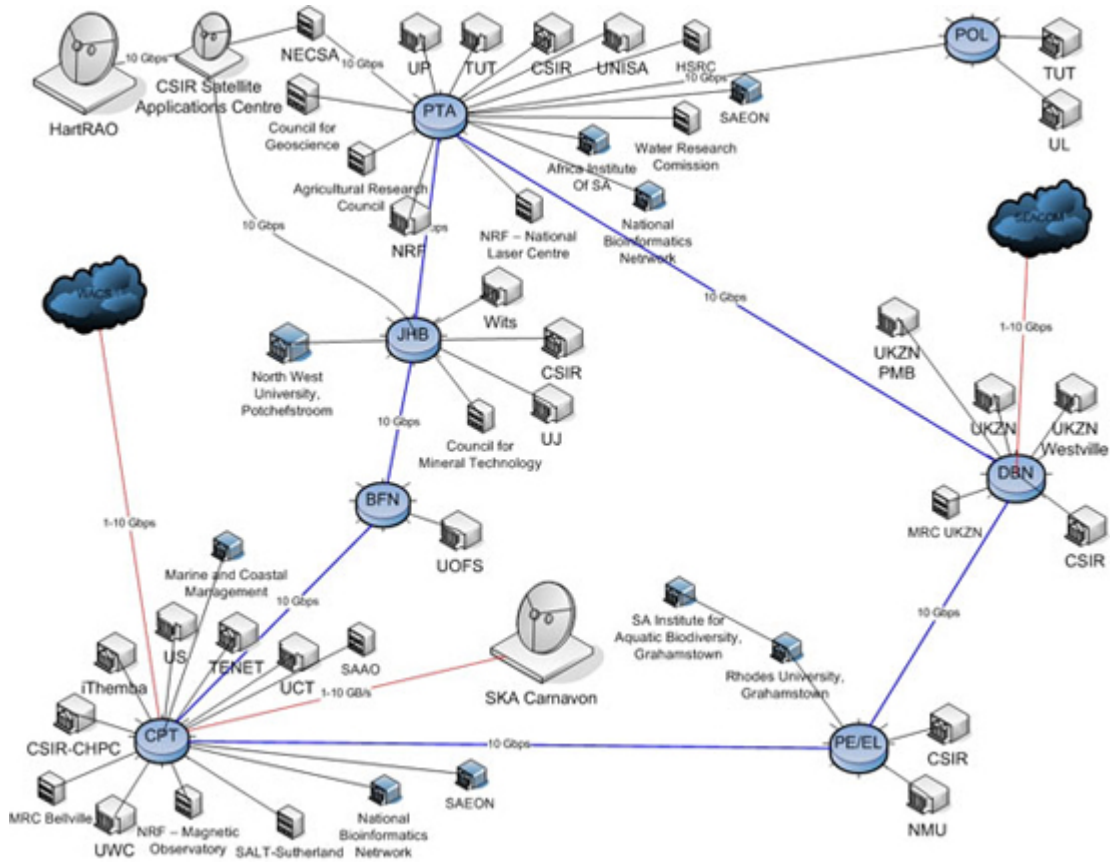 10 Gbps
HartRAO
CSIR Satellite
Applications Centre
NECSA
10 Gbps
UP
TUT
CSIR
UNISA
HSRC
10 Gbps
POL
TUT
UL
PTA
SAEON
Council for
Geoscience
Agricultural Research
Council
Africa Institute
Of SA
Water Research
Comission
National
Bioinformatics
Netrwork
NRF
NRF – National
Laser Centre
10 Gbps
SEACOM
WACS
10 Gbps
1-10 Gbps
JHB
Wits
CSIR
UJ
North West
University,
Potchefstroom
Council for
Mineral Technology
10 Gbps
UKZN
PMB
UKZN
UKZN
Westville
DBN
MRC UKZN
CSIR
BFN
UOFS
1-10 Gbps
Marine and Coastal
Management
10 Gbps
10 Gbps
SA Institute for
Aquatic Biodiversity,
Grahamstown
Rhodes University,
Grahamstown
iThemba
US
TENET
UCT
SAAO
1-10 GB/s
SKA Carnavon
CSIR-CHPC
CPT
10 Gbps
PE/EL
CSIR
NMU
MRC Bellville
UWC
NRF – Magnetic
Observatory
SALT-Sutherland
National
Bioinformatics
Netrwork
SAEON